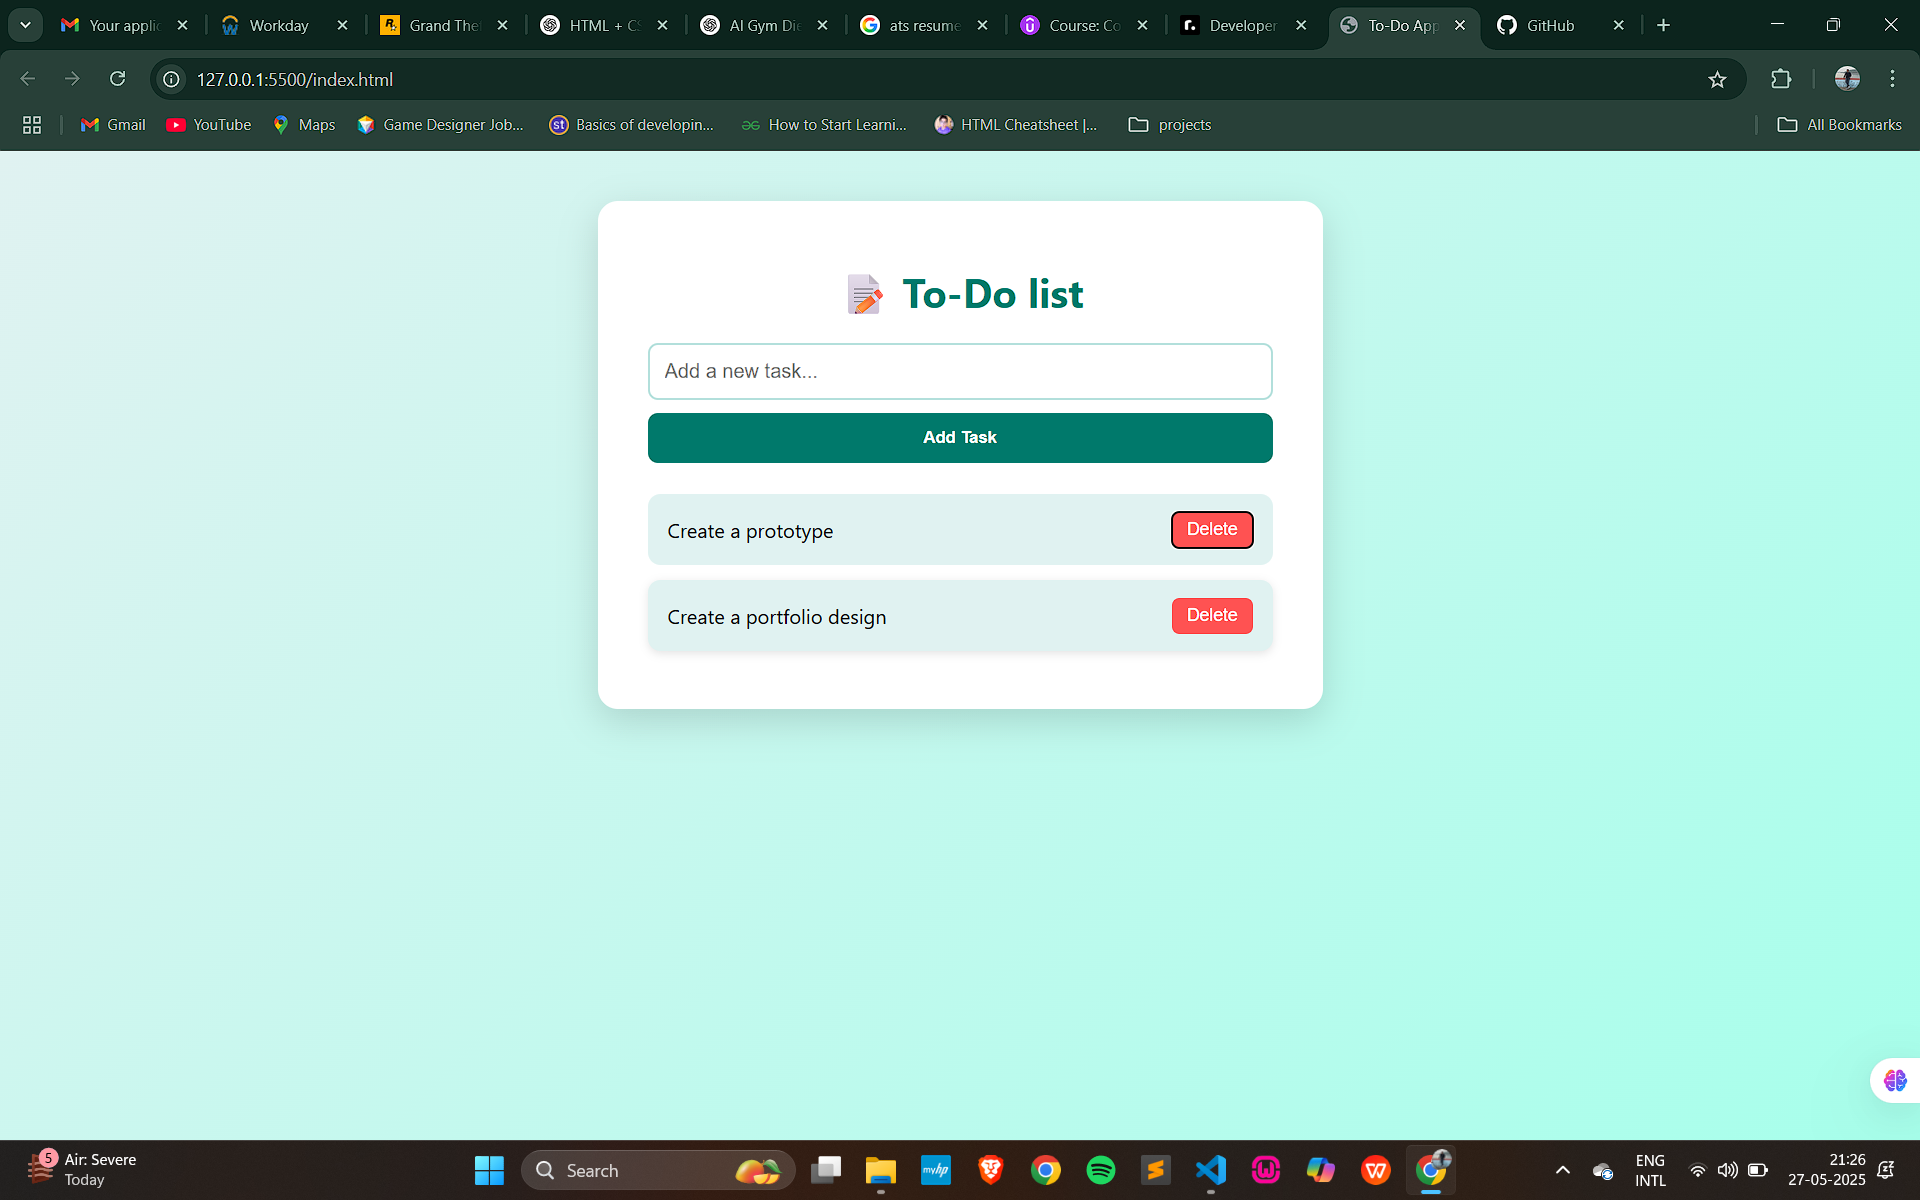 Your applic
Workday
Grand The
HTML + CS
AI Gym Die
ats resume
Course: Co
Developer
To-Do App
GitHub
127.0.0.1:5500/index.html
Gmail
YouTube
Maps
Game Designer Job...
Basics of developin...
How to Start Learni...
HTML Cheatsheet |...
projects
All Bookmarks
To-Do list
Add a new task...
Add Task
Create a prototype
Delete
Create a portfolio design
Delete
5
Air: Severe
Today
Search
myhp
ENG
INTL
21:26
27-05-2025